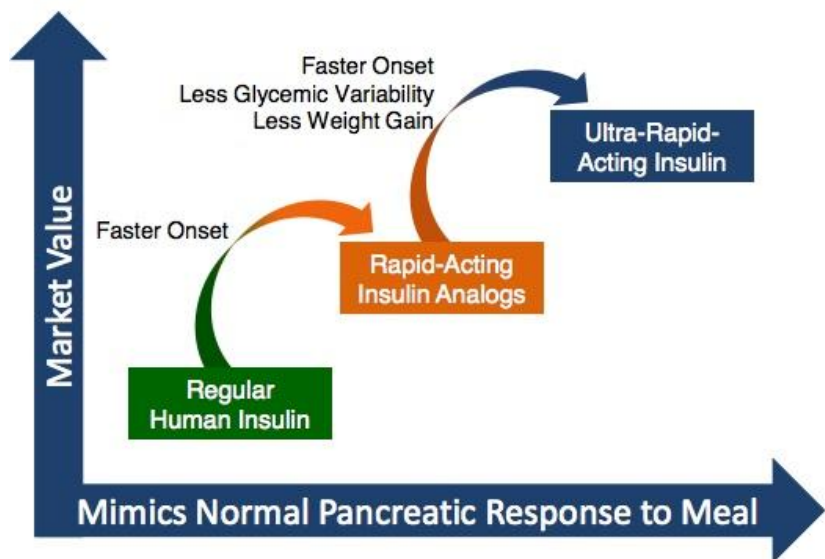 Market Value
Faster Onset
Less Glycemic Variability
Less Weight Gain
Ultra-Rapid-
Acting Insulin
Faster Onset
Rapid-Acting
Insulin Analogs
Regular
Human Insulin
Mimics Normal Pancreatic Response to Meal